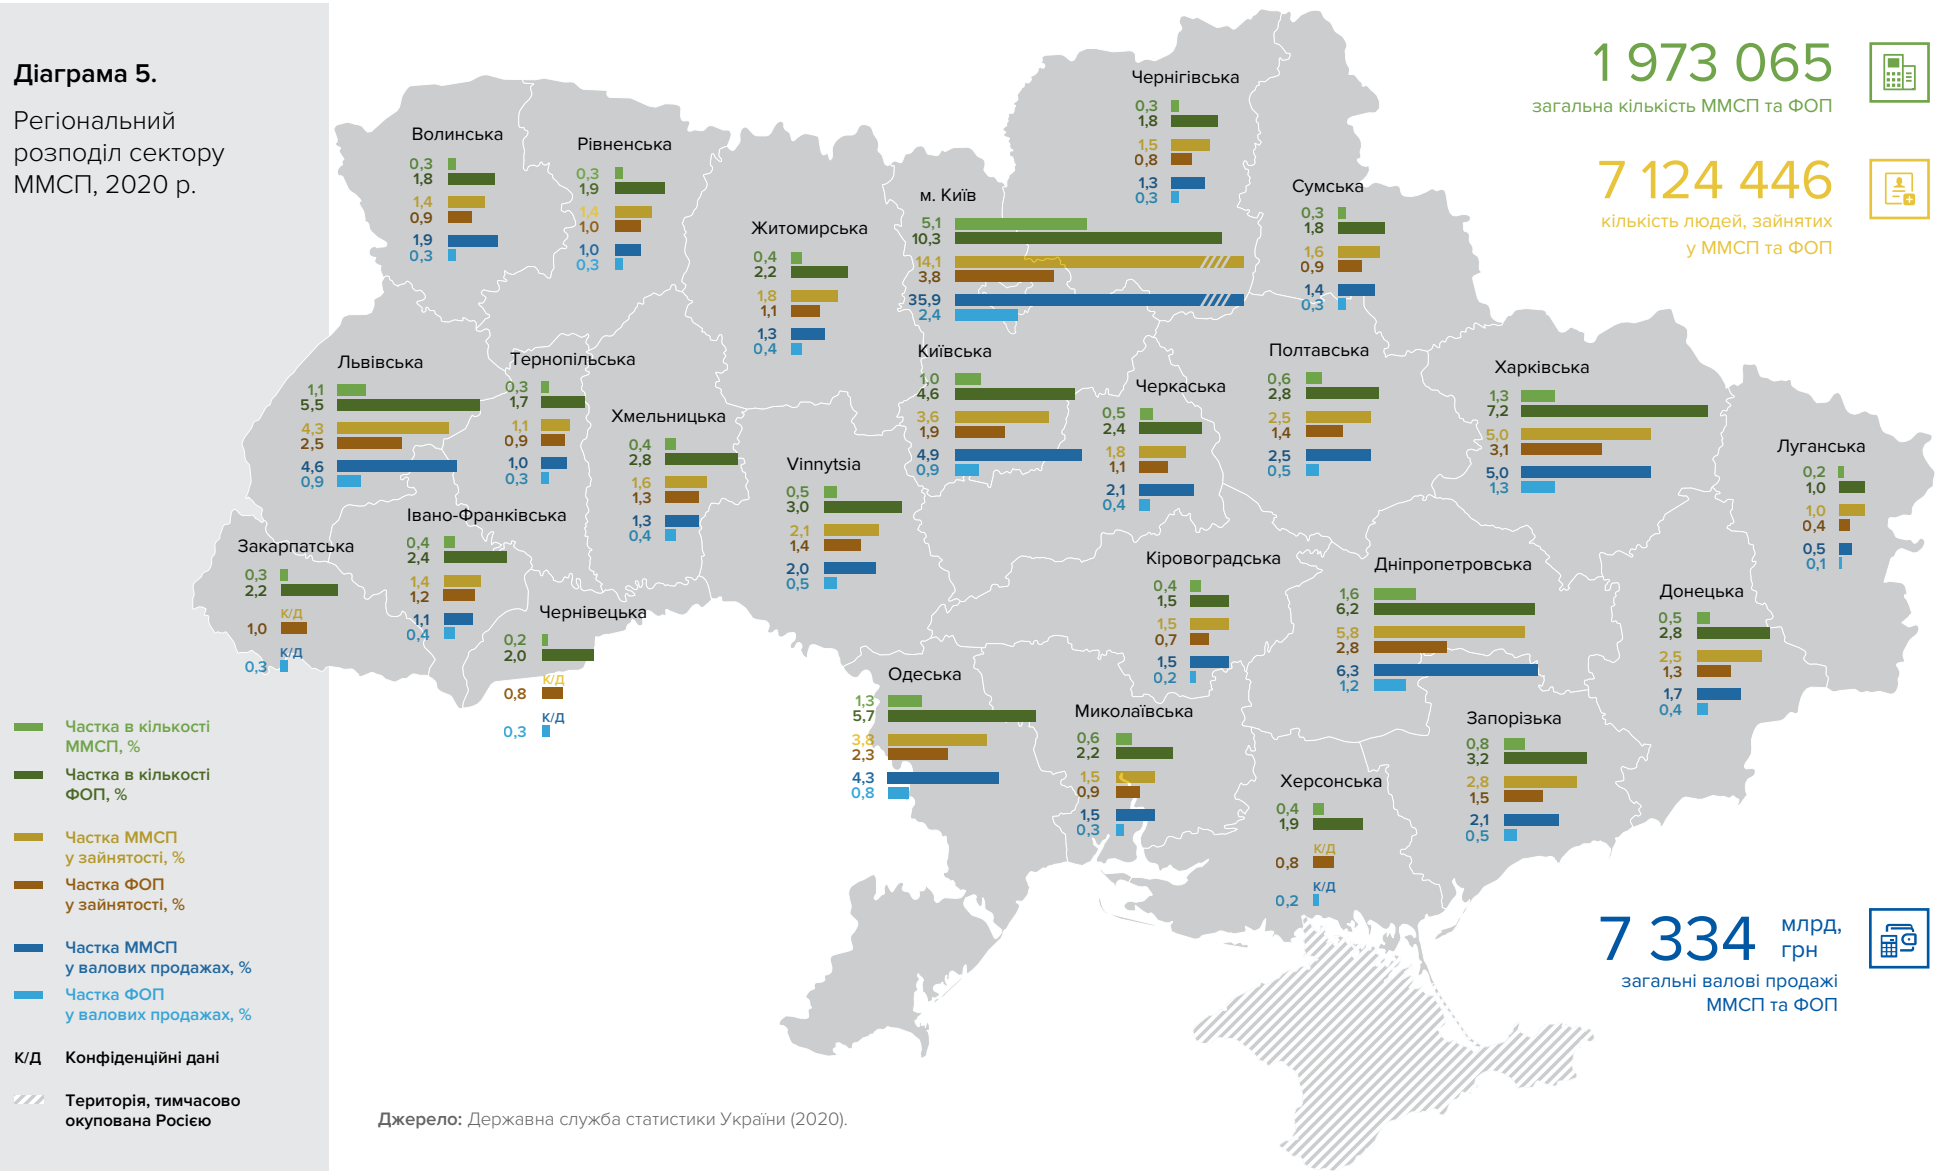 Діаграма 5.
Регіональний
розподіл сектору
ММСП, 2020 р.
1 973 065
загальна кількість ММСП та ФОП
7 124 446
кількість людей, зайнятих
у ММСП та ФОП
Чернігівська
0,3
1,8
1,5
0,8
1,3
0,3
Волинська
0,3
1,8
1,4
0,9
1,9
0,3
Рівненська
0,3
1,9
1,4
1,0
1,0
0,3
Житомирська
0,4
2,2
1,8
1,1
1,3
0,4
м. Київ
5,1
10,3
14,1
3,8
35,9
2,4
Сумська
0,3
1,8
1,6
0,9
1,4
0,3
Львівська
1,1
5,5
4,3
2,5
4,6
0,9
Тернопільська
0,3
1,7
1,1
0,9
1,0
0,3
Хмельницька
0,4
2,8
1,6
1,3
1,3
0,4
Vinnytsia
0,5
3,0
2,1
1,4
2,0
0,5
Київська
1,0
4,6
3,6
1,9
4,9
0,9
Черкаська
0,5
2,4
1,8
1,1
2,1
0,4
Полтавська
0,6
2,8
2,5
1,4
2,5
0,5
Харківська
1,3
7,2
5,0
3,1
5,0
1,3
Луганська
0,2
1,0
1,0
0,4
0,5
0,1
Закарпатська
0,3
2,2
К/Д
1,0
К/Д
0,3
Івано-Франківська
0,4
2,4
1,4
1,2
1,1
0,4
Чернівецька
0,2
2,0
К/Д
0,8
К/Д
0,3
Кіровоградська
0,4
1,5
1,5
0,7
1,5
0,2
Дніпропетровська
1,6
6,2
5,8
2,8
6,3
1,2
Донецька
0,5
2,8
2,5
1,3
1,7
0,4
Одеська
1,3
5,7
3,8
2,3
4,3
0,8
Миколаївська
0,6
2,2
1,5
0,9
1,5
0,3
Херсонська
0,4
1,9
К/Д
0,8
К/Д
0,2
Запорізька
0,8
3,2
2,8
1,5
2,1
0,5
7 334 млрд,
грн
загальні валові продажі
ММСП та ФОП
Частка в кількості
ММСП, %
Частка в кількості
ФОП, %
Частка ММСП
у зайнятості, %
Частка ФОП
у зайнятості, %
Частка ММСП
у валових продажах, %
Частка ФОП
у валових продажах, %
К/Д Конфіденційні дані
Територія, тимчасово
окупована Росією
Джерело: Державна служба статистики України (2020).